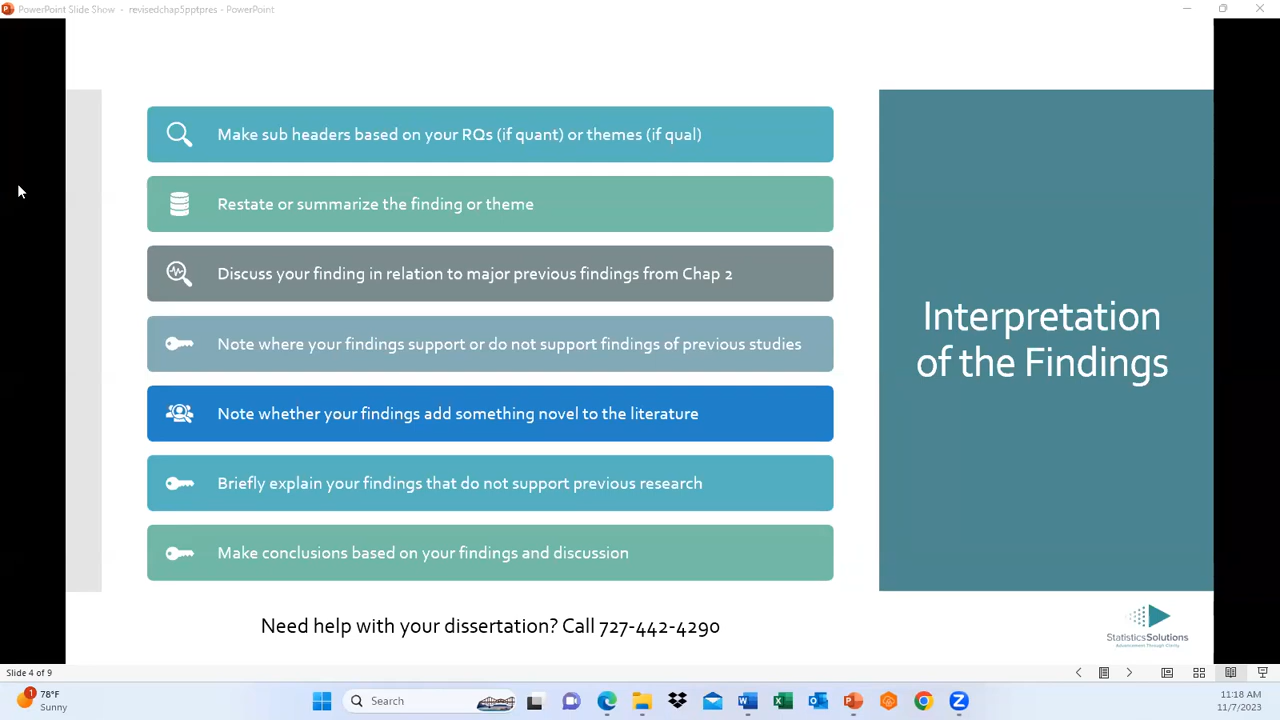 PowerPoint Slide Show - revisedchap5pptpres - PowerPoint
Make sub headers based on your RQs (if quant) or themes (if qual)
Restate or summarize the finding or theme
Discuss your finding in relation to major previous findings from Chap 2
Note where your findings support or do not support findings of previous studies
Note whether your findings add something novel to the literature
Briefly explain your findings that do not support previous research
Make conclusions based on your findings and discussion
Interpretation
of the Findings
Need help with your dissertation? Call 727-442-4290
StatisticsSolutions
Advancement Through Clarity
Slide 4 of 9
1
78°F
Sunny
Search
11:18 AM
11/7/2023